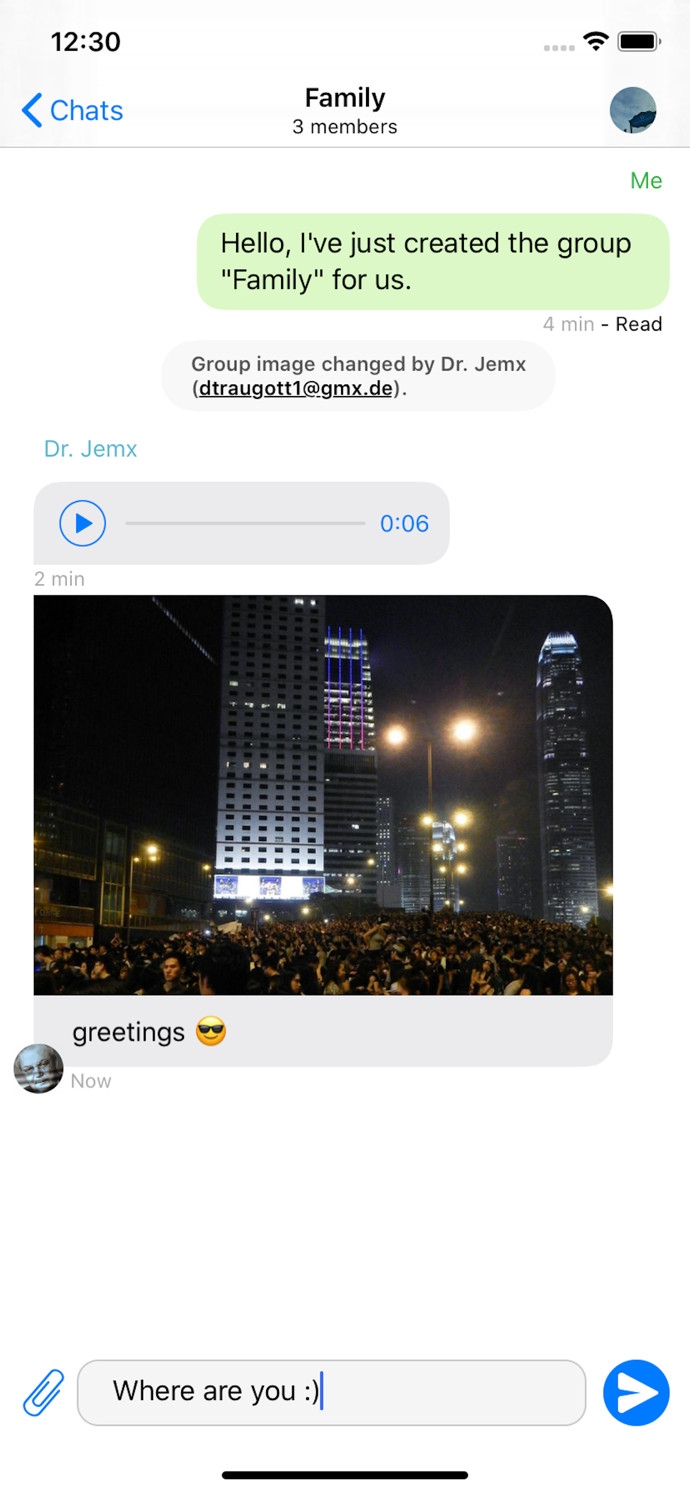 12:30
Chats
Family
3 members
Me
Hello, I've just created the group
"Family" for us.
4 min - Read
Group image changed by Dr. Jemx
(dtraugott1@gmx.de).
Dr. Jemx
0:06
2 min
greetings 😎
Now
Where are you :)